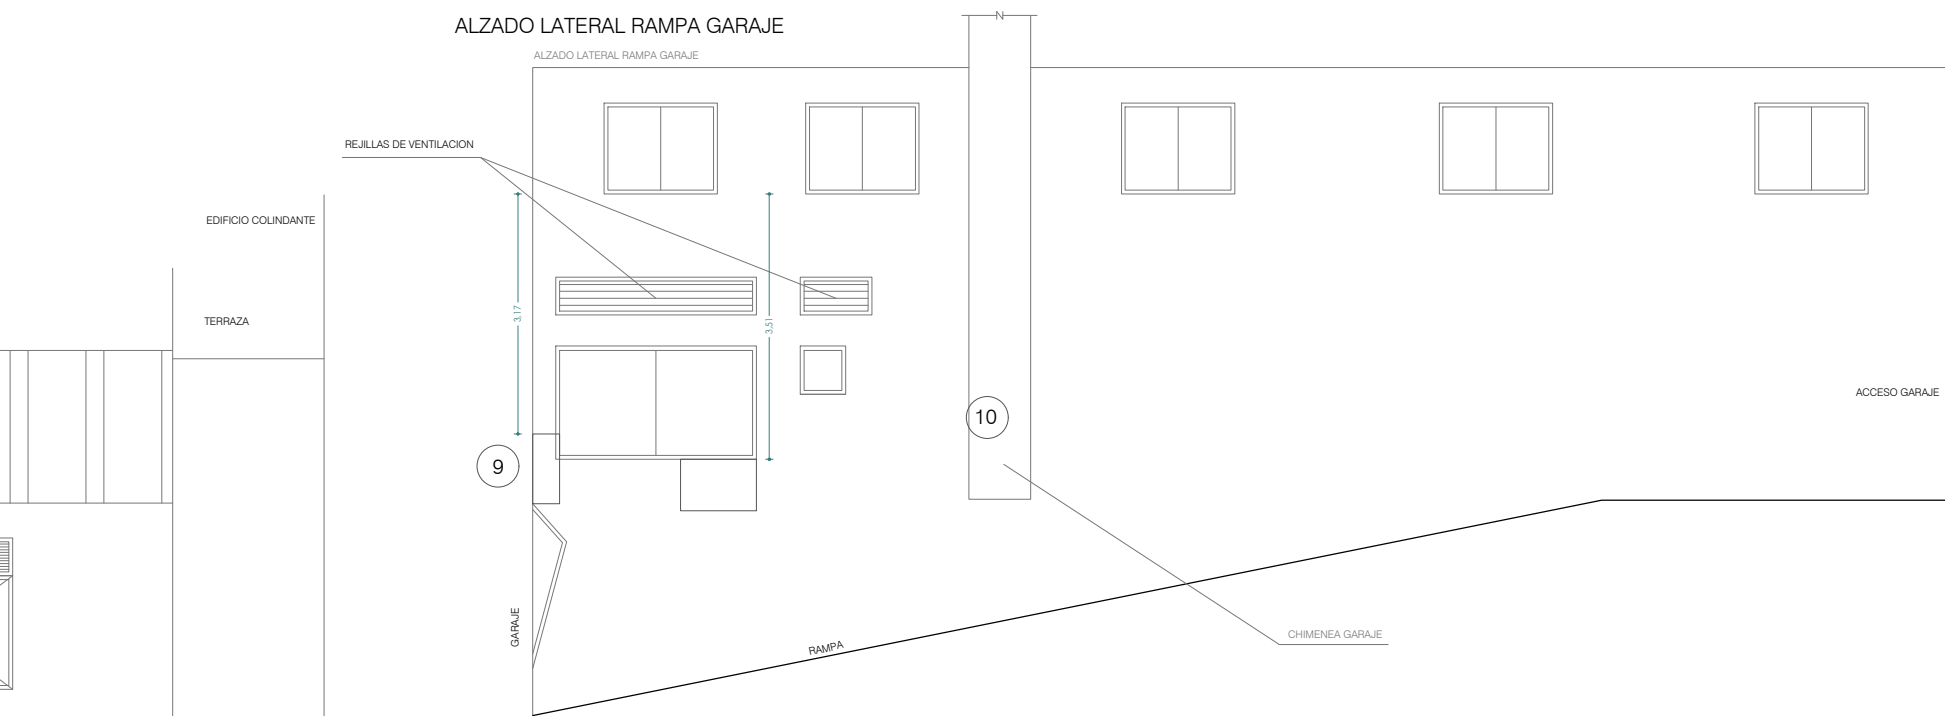 ALZADO LATERAL RAMPA GARAJE
ALZADO LATERAL RAMPA GARAJE
REJILLAS DE VENTILACION
EDIFICIO COLINDANTE
TERRAZA
3,17
3,51
ACCESO GARAJE
10
9
GARAJE
RAMPA
CHIMENEA GARAJE
N